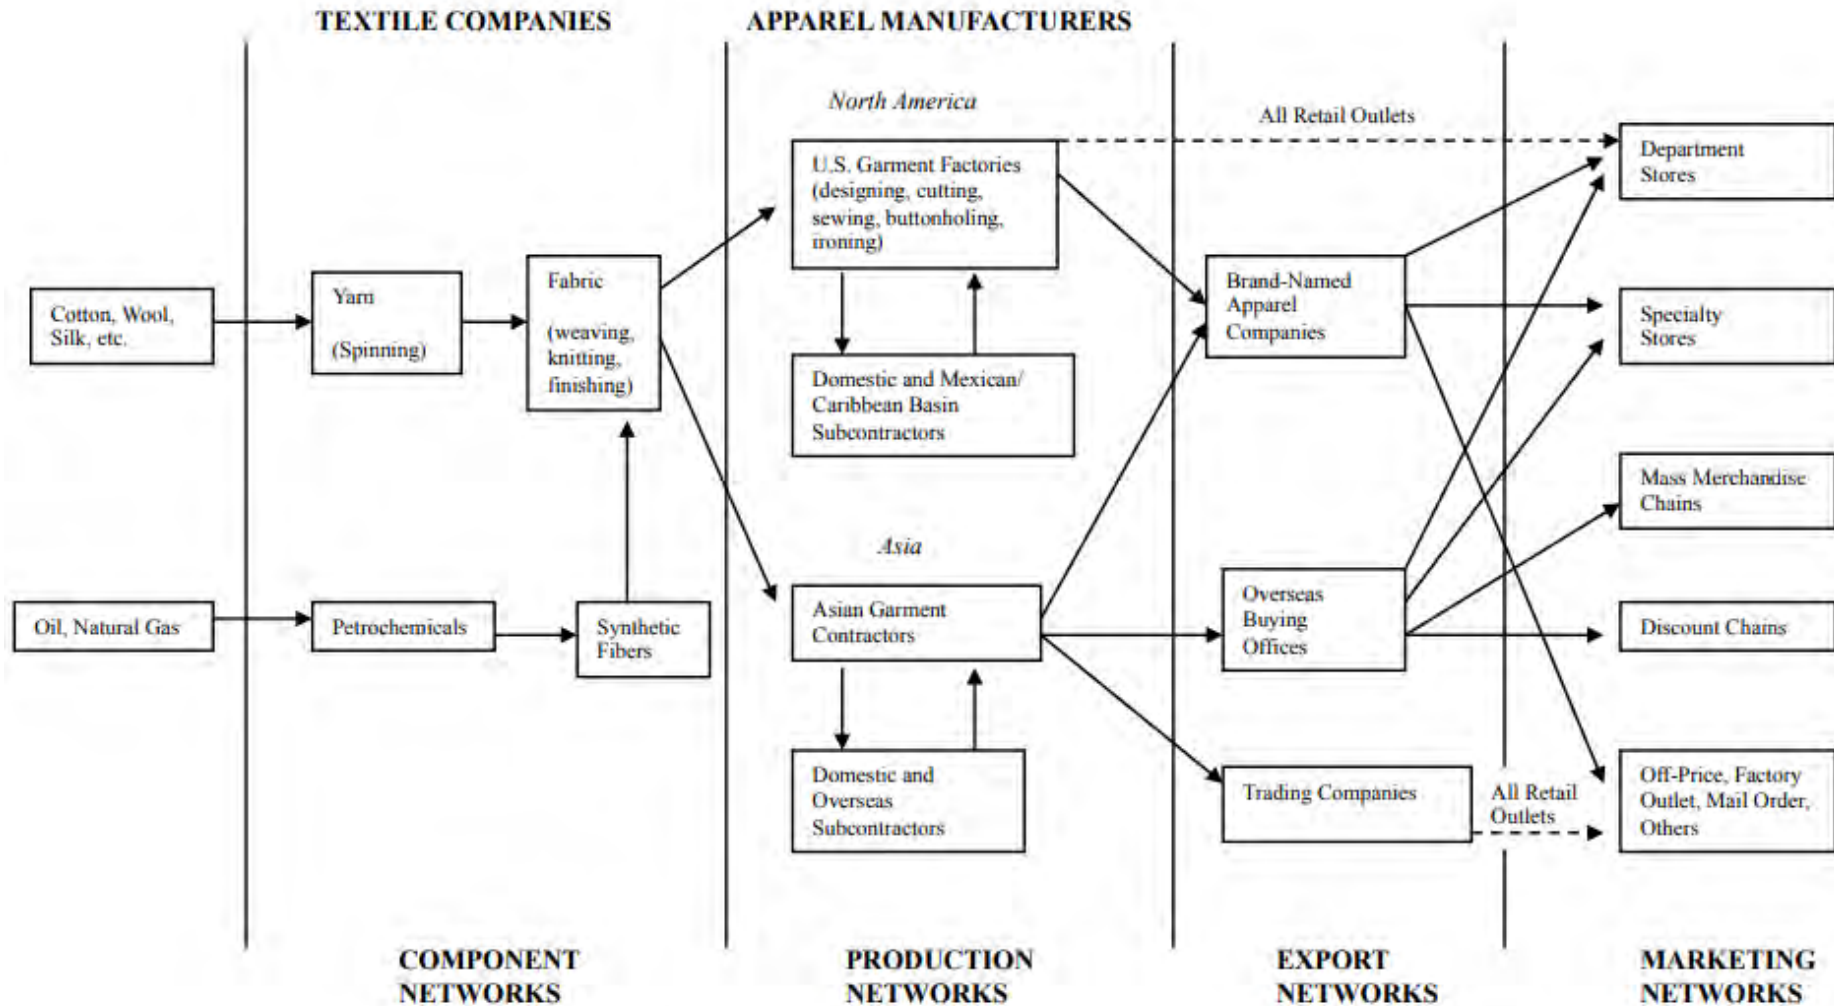 TEXTILE COMPANIES
APPAREL MANUFACTURERS
North America
All Retail Outlets
U.S. Garment Factories
(designing, cutting,
sewing, buttonholing,
ironing)
Department
Stores
Cotton, Wool,
Silk, etc.
Yarn
(Spinning)
Fabric
(weaving,
knitting,
finishing)
Brand-Named
Apparel
Companies
Specialty
Stores
Domestic and Mexican/
Caribbean Basin
Subcontractors
Mass Merchandise
Chains
Asia
Oil, Natural Gas
Petrochemicals
Synthetic
Fibers
Asian Garment
Contractors
Overseas
Buying
Offices
Discount Chains
Domestic and
Overseas
Subcontractors
Trading Companies
All Retail
Outlets
Off-Price, Factory
Outlet, Mail Order,
Others
COMPONENT
NETWORKS
PRODUCTION
NETWORKS
EXPORT
NETWORKS
MARKETING
NETWORKS